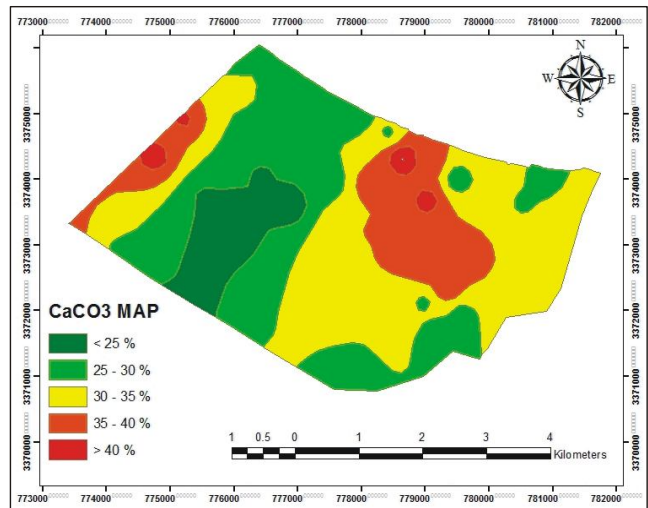 773000 774000 775000 776000 777000 778000 779000 780000 781000 782000
N
W E
S
3375000 3375000
3374000 3374000
3373000 3373000
3372000 3372000
3371000 3371000
3370000 3370000
CaCO3 MAP
< 25 %
25 - 30 %
30 - 35 %
35 - 40 %
> 40 %
1 0.5 0 1 2 3 4
Kilometers
773000 774000 775000 776000 777000 778000 779000 780000 781000 782000